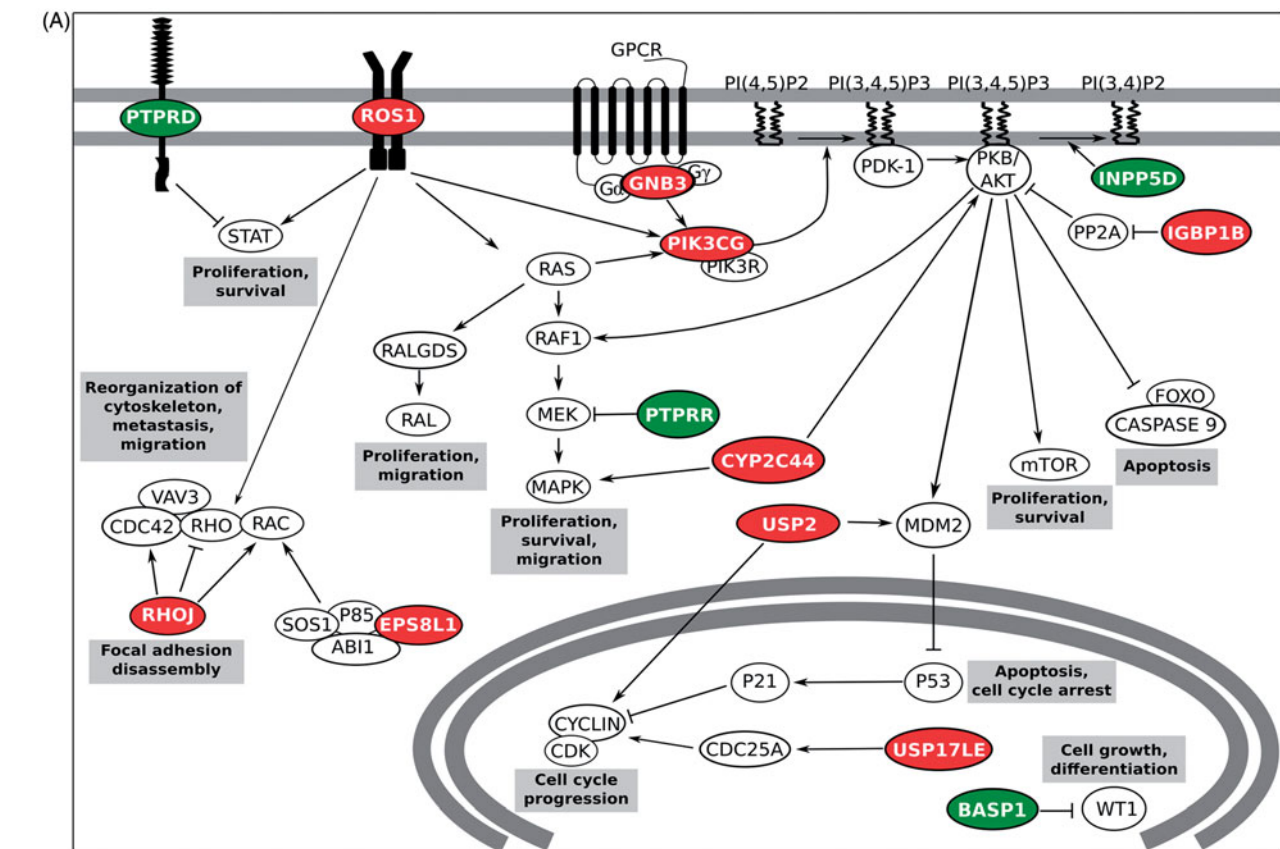 (A)
GPCR
PI(4,5)P2
PI(3,4,5)P3
PI(3,4,5)P3
PI(3,4)P2
PTPRD
ROS1
Gα
GNB3
Gγ
PDK-1
PKB/
AKT
INPP5D
STAT
Proliferation,
survival
PIK3CG
PIK3R
PP2A
IGBP1B
RAS
RALGDS
RAF1
RAL
Proliferation,
migration
MEK
PTPRR
MAPK
Proliferation,
survival,
migration
CYP2C44
FOXO
CASPASE 9
Apoptosis
mTOR
Proliferation,
survival
Reorganization of
cytoskeleton,
metastasis,
migration
VAV3
CDC42
RHO
RAC
USP2
MDM2
RHOJ
Focal adhesion
disassembly
SOS1
P85
EPS8L1
ABI1
P21
P53
Apoptosis,
cell cycle arrest
CYCLIN
CDK
CDC25A
USP17LE
Cell cycle
progression
Cell growth,
differentiation
BASP1
WT1